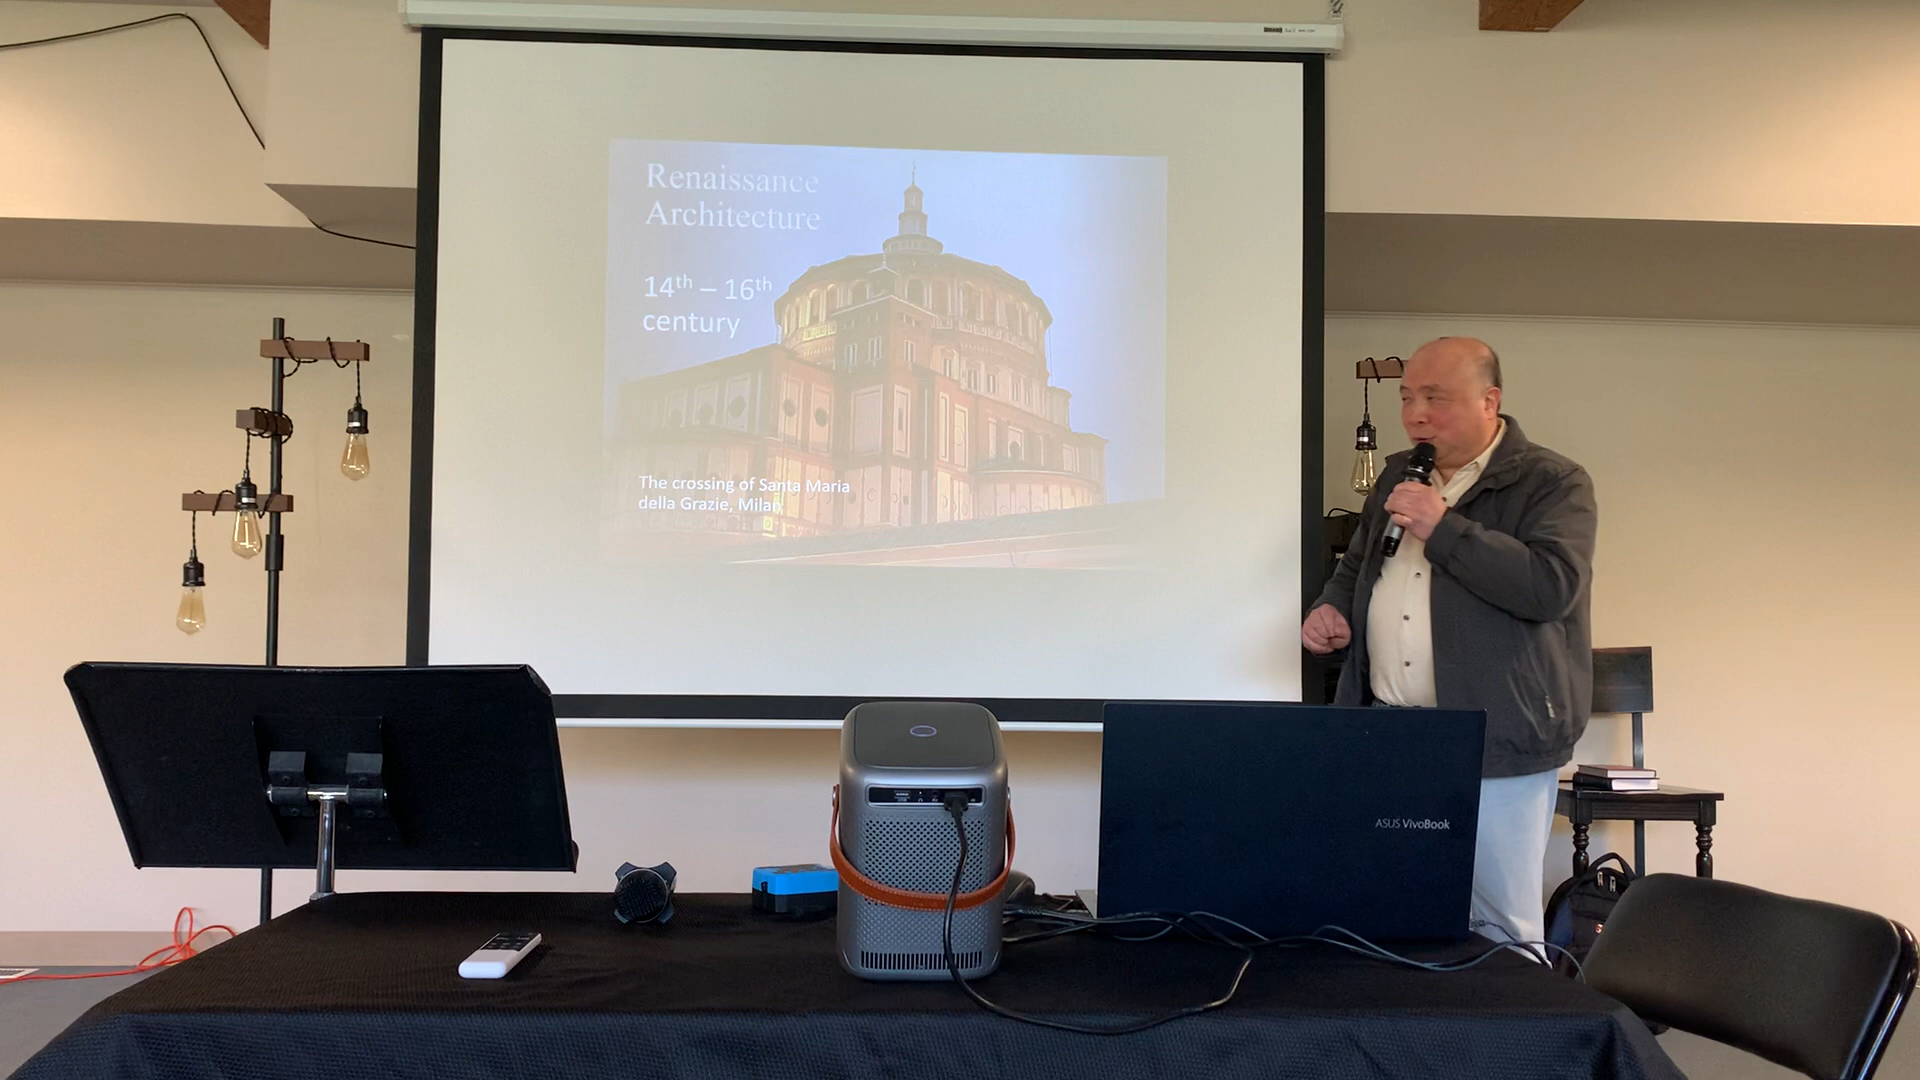 Renaissance
Architecture
14th – 16th
century
The crossing of Santa Maria
della Grazie, Milan
ASUS VivoBook